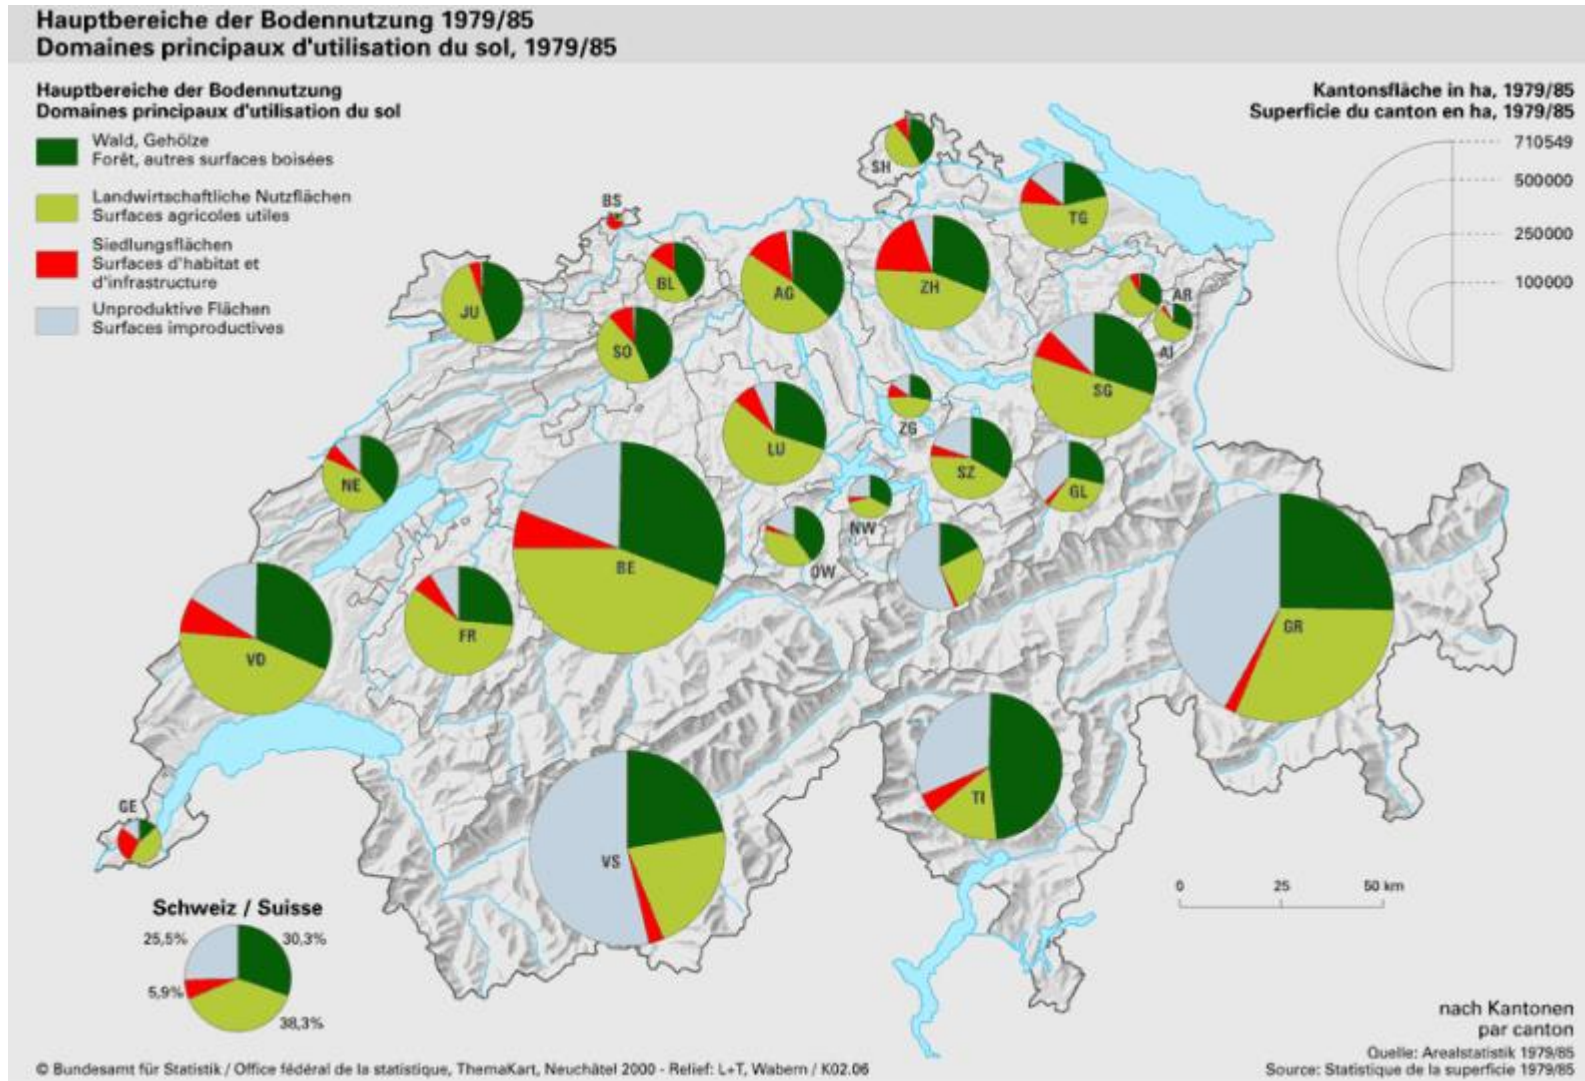 Hauptbereiche der Bodennutzung 1979/85
Domaines principaux d'utilisation du sol, 1979/85
Hauptbereiche der Bodennutzung
Domaines principaux d'utilisation du sol
Wald, Gehölze
Forêt, autres surfaces boisées
Landwirtschaftliche Nutzflächen
Surfaces agricoles utiles
Siedlungsflächen
Surfaces d'habitat et
d'infrastructure
Unproduktive Flächen
Surfaces improductives
Kantonsfläche in ha, 1979/85
Superficie du canton en ha, 1979/85
710549
500000
250000
100000
SH
BS
TG
BL
AG
ZH
JU
SO
AR
AI
SG
ZG
LU
SZ
GL
NE
NW
OW
BE
FR
VD
GR
TI
VS
GE
0 25 50 km
Schweiz / Suisse
25,5% 30,3%
5,9%
38,3%
nach Kantonen
par canton
Quelle: Arealstatistik 1979/85
Source: Statistique de la superficie 1979/85
© Bundesamt für Statistik / Office fédéral de la statistique, ThemaKart, Neuchâtel 2000 - Relief: L+T, Wabern / K02.06